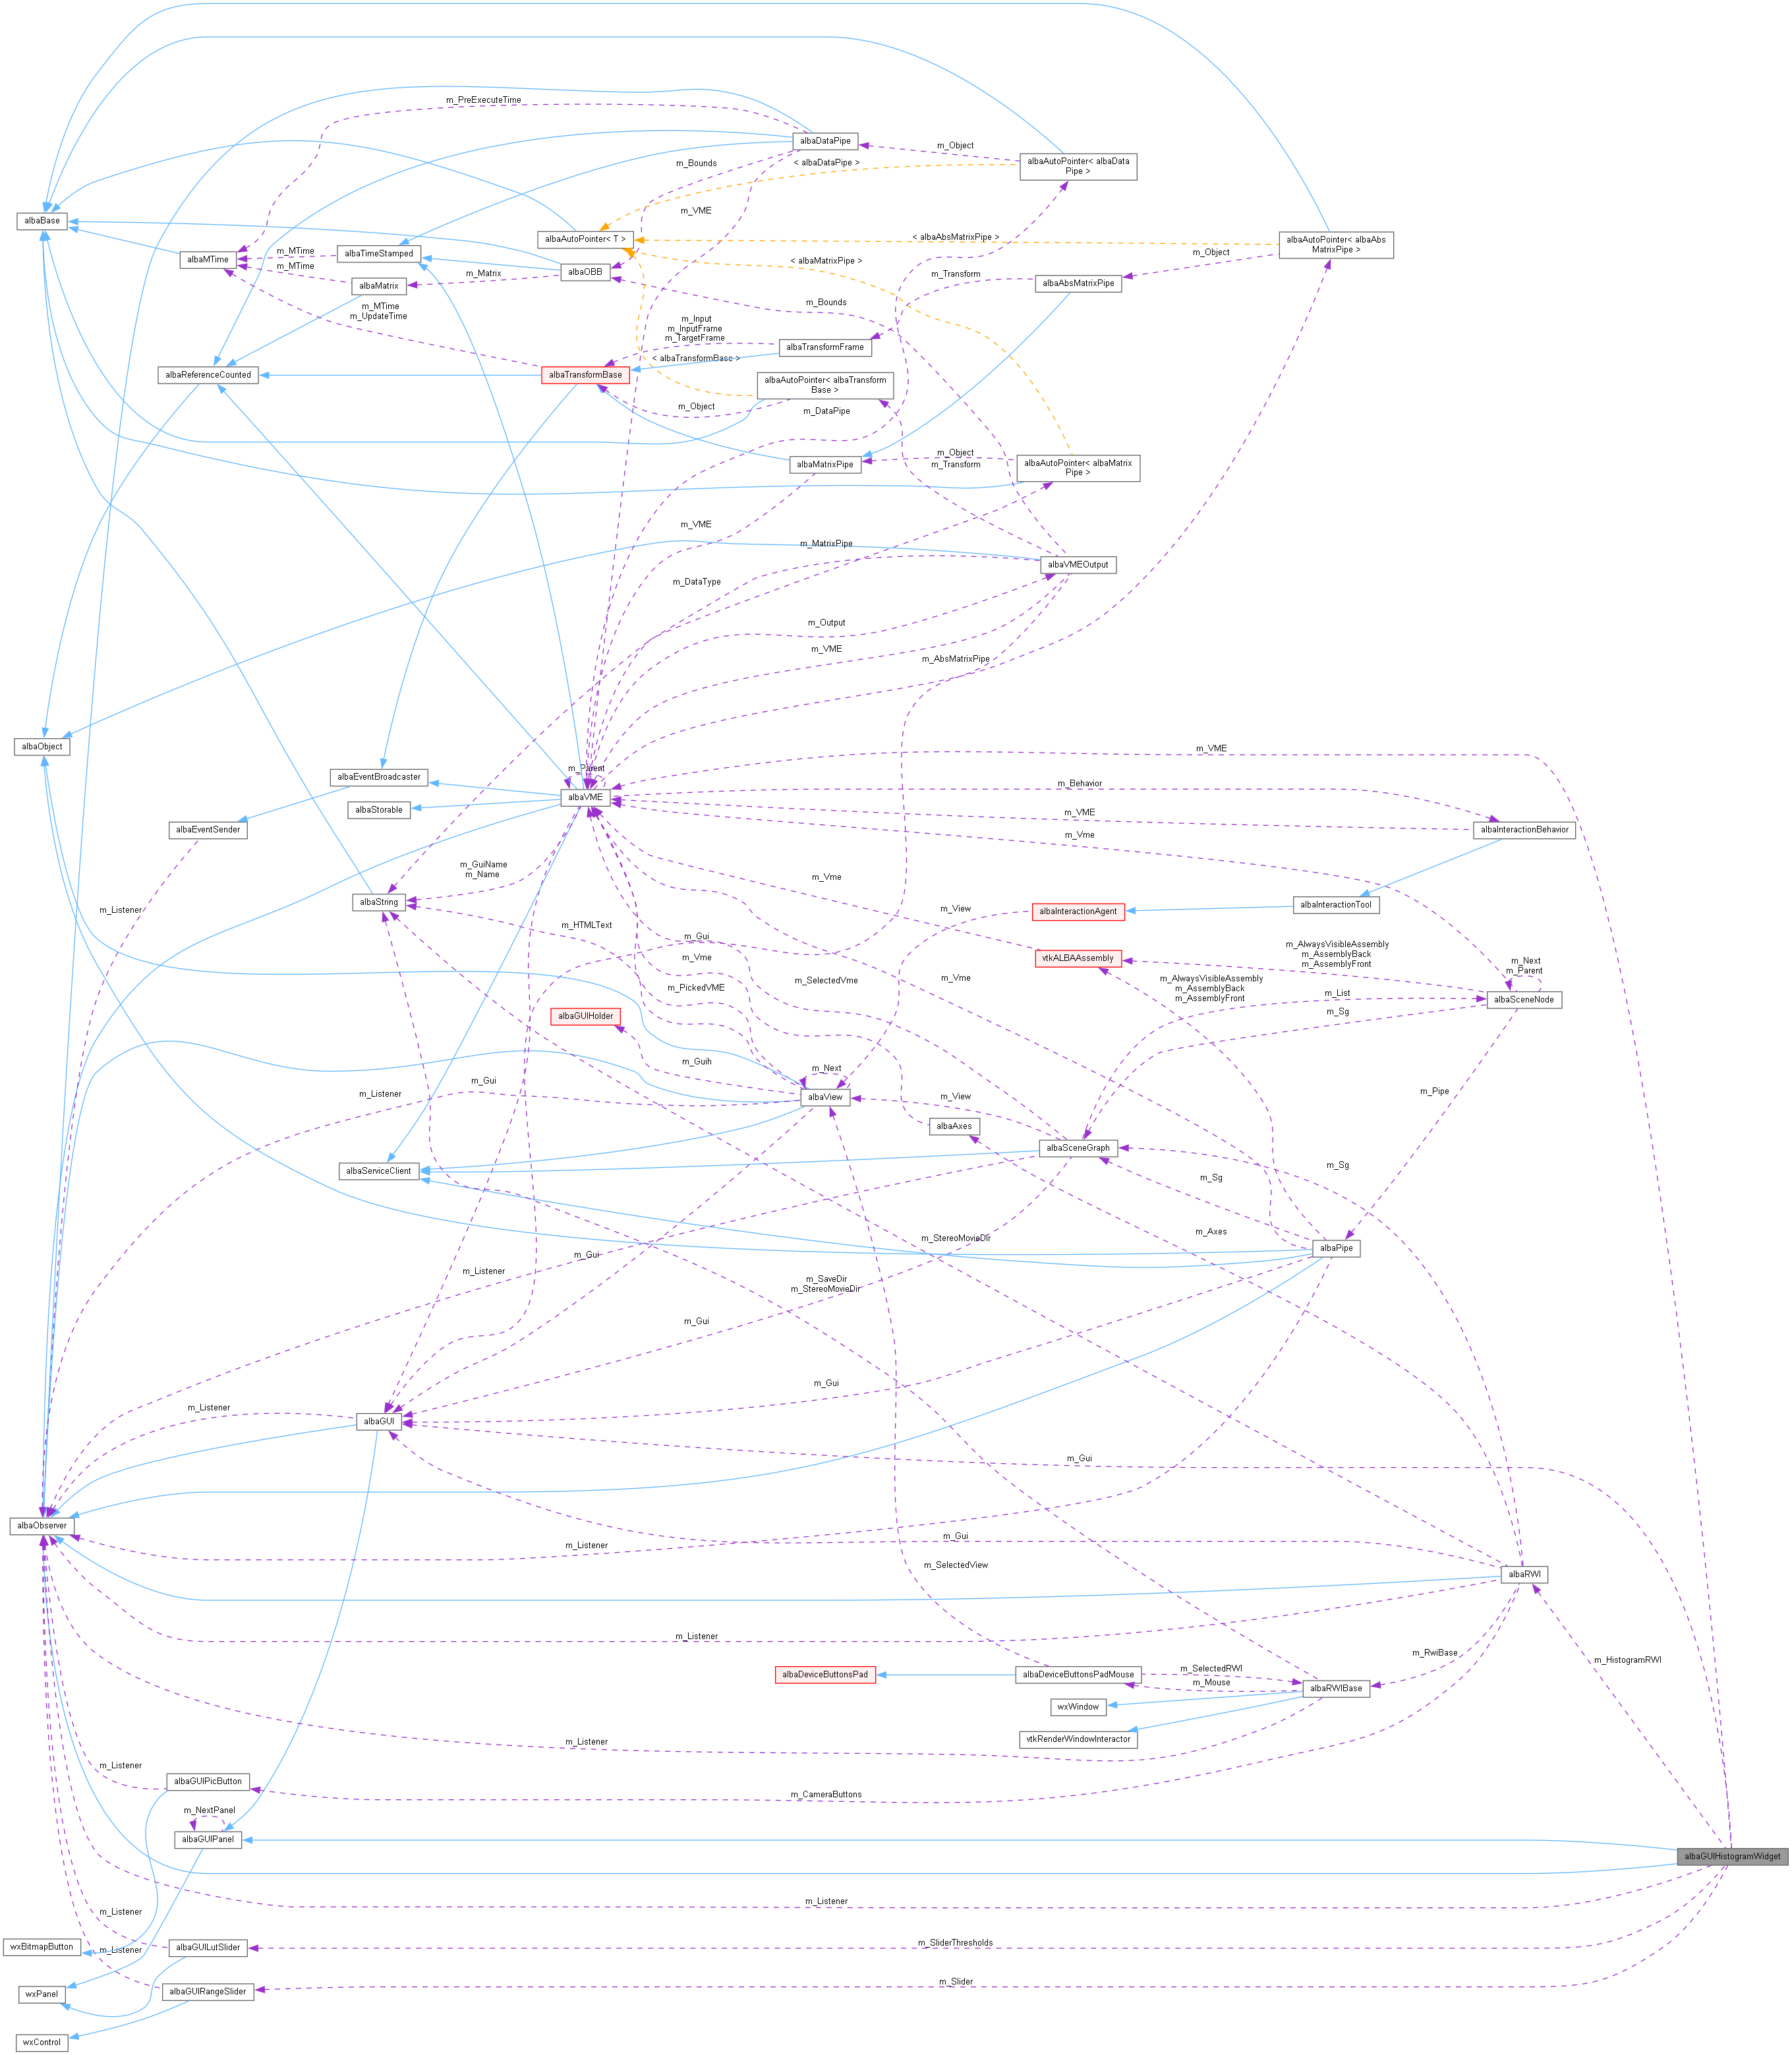 m_PreExecuteTime
albaDataPipe
m_Object
albaAutoPointer< albaData
Pipe >
m_Bounds
< albaDataPipe >
m_VME
albaBase
albaAutoPointer< T >
< albaAbsMatrixPipe >
albaAutoPointer< albaAbs
MatrixPipe >
m_MTime
albaTimeStamped
albaMTime
m_MTime
albaOBB
m_Matrix
albaMatrix
< albaMatrixPipe >
m_Transform
m_Object
albaAbsMatrixPipe
m_Bounds
m_MTime
m_UpdateTime
m_Input
m_InputFrame
m_TargetFrame
albaTransformFrame
< albaTransformBase >
albaReferenceCounted
albaTransformBase
albaAutoPointer< albaTransform
Base >
m_Object
m_DataPipe
albaMatrixPipe
m_Object
m_Transform
albaAutoPointer< albaMatrix
Pipe >
m_VME
m_MatrixPipe
albaVMEOutput
m_DataType
m_Output
m_VME
m_AbsMatrixPipe
albaObject
m_VME
albaEventBroadcaster
m_Parent
albaVME
m_Behavior
albaStorable
m_VME
albaInteractionBehavior
albaEventSender
m_Vme
m_GuiName
m_Name
m_Vme
m_Listener
albaString
m_HTMLText
m_View
albaInteractionAgent
albaInteractionTool
m_Gui
m_Vme
m_SelectedVme
m_Vme
vtkALBAAssembly
m_AlwaysVisibleAssembly
m_AssemblyBack
m_AssemblyFront
m_AlwaysVisibleAssembly
m_AssemblyBack
m_AssemblyFront
m_Next
m_Parent
m_PickedVME
m_List
albaSceneNode
m_Sg
albaGUIHolder
m_Guih
m_Next
m_Gui
m_Listener
albaView
m_View
m_Pipe
albaAxes
albaSceneGraph
albaServiceClient
m_Sg
m_Sg
m_Axes
m_StereoMovieDir
albaPipe
m_Gui
m_Listener
m_SaveDir
m_StereoMovieDir
m_Gui
m_Gui
m_Listener
albaGUI
m_Gui
albaObserver
m_Gui
m_Listener
m_SelectedView
albaRWI
m_Listener
m_RwiBase
m_HistogramRWI
albaDeviceButtonsPad
albaDeviceButtonsPadMouse
m_SelectedRWI
m_Mouse
albaRWIBase
wxWindow
vtkRenderWindowInteractor
m_Listener
m_Listener
albaGUIPicButton
m_CameraButtons
m_NextPanel
albaGUIPanel
albaGUIHistogramWidget
m_Listener
m_Listener
wxBitmapButton
albaGUILutSlider
m_SliderThresholds
m_Listener
m_Slider
wxPanel
albaGUIRangeSlider
wxControl